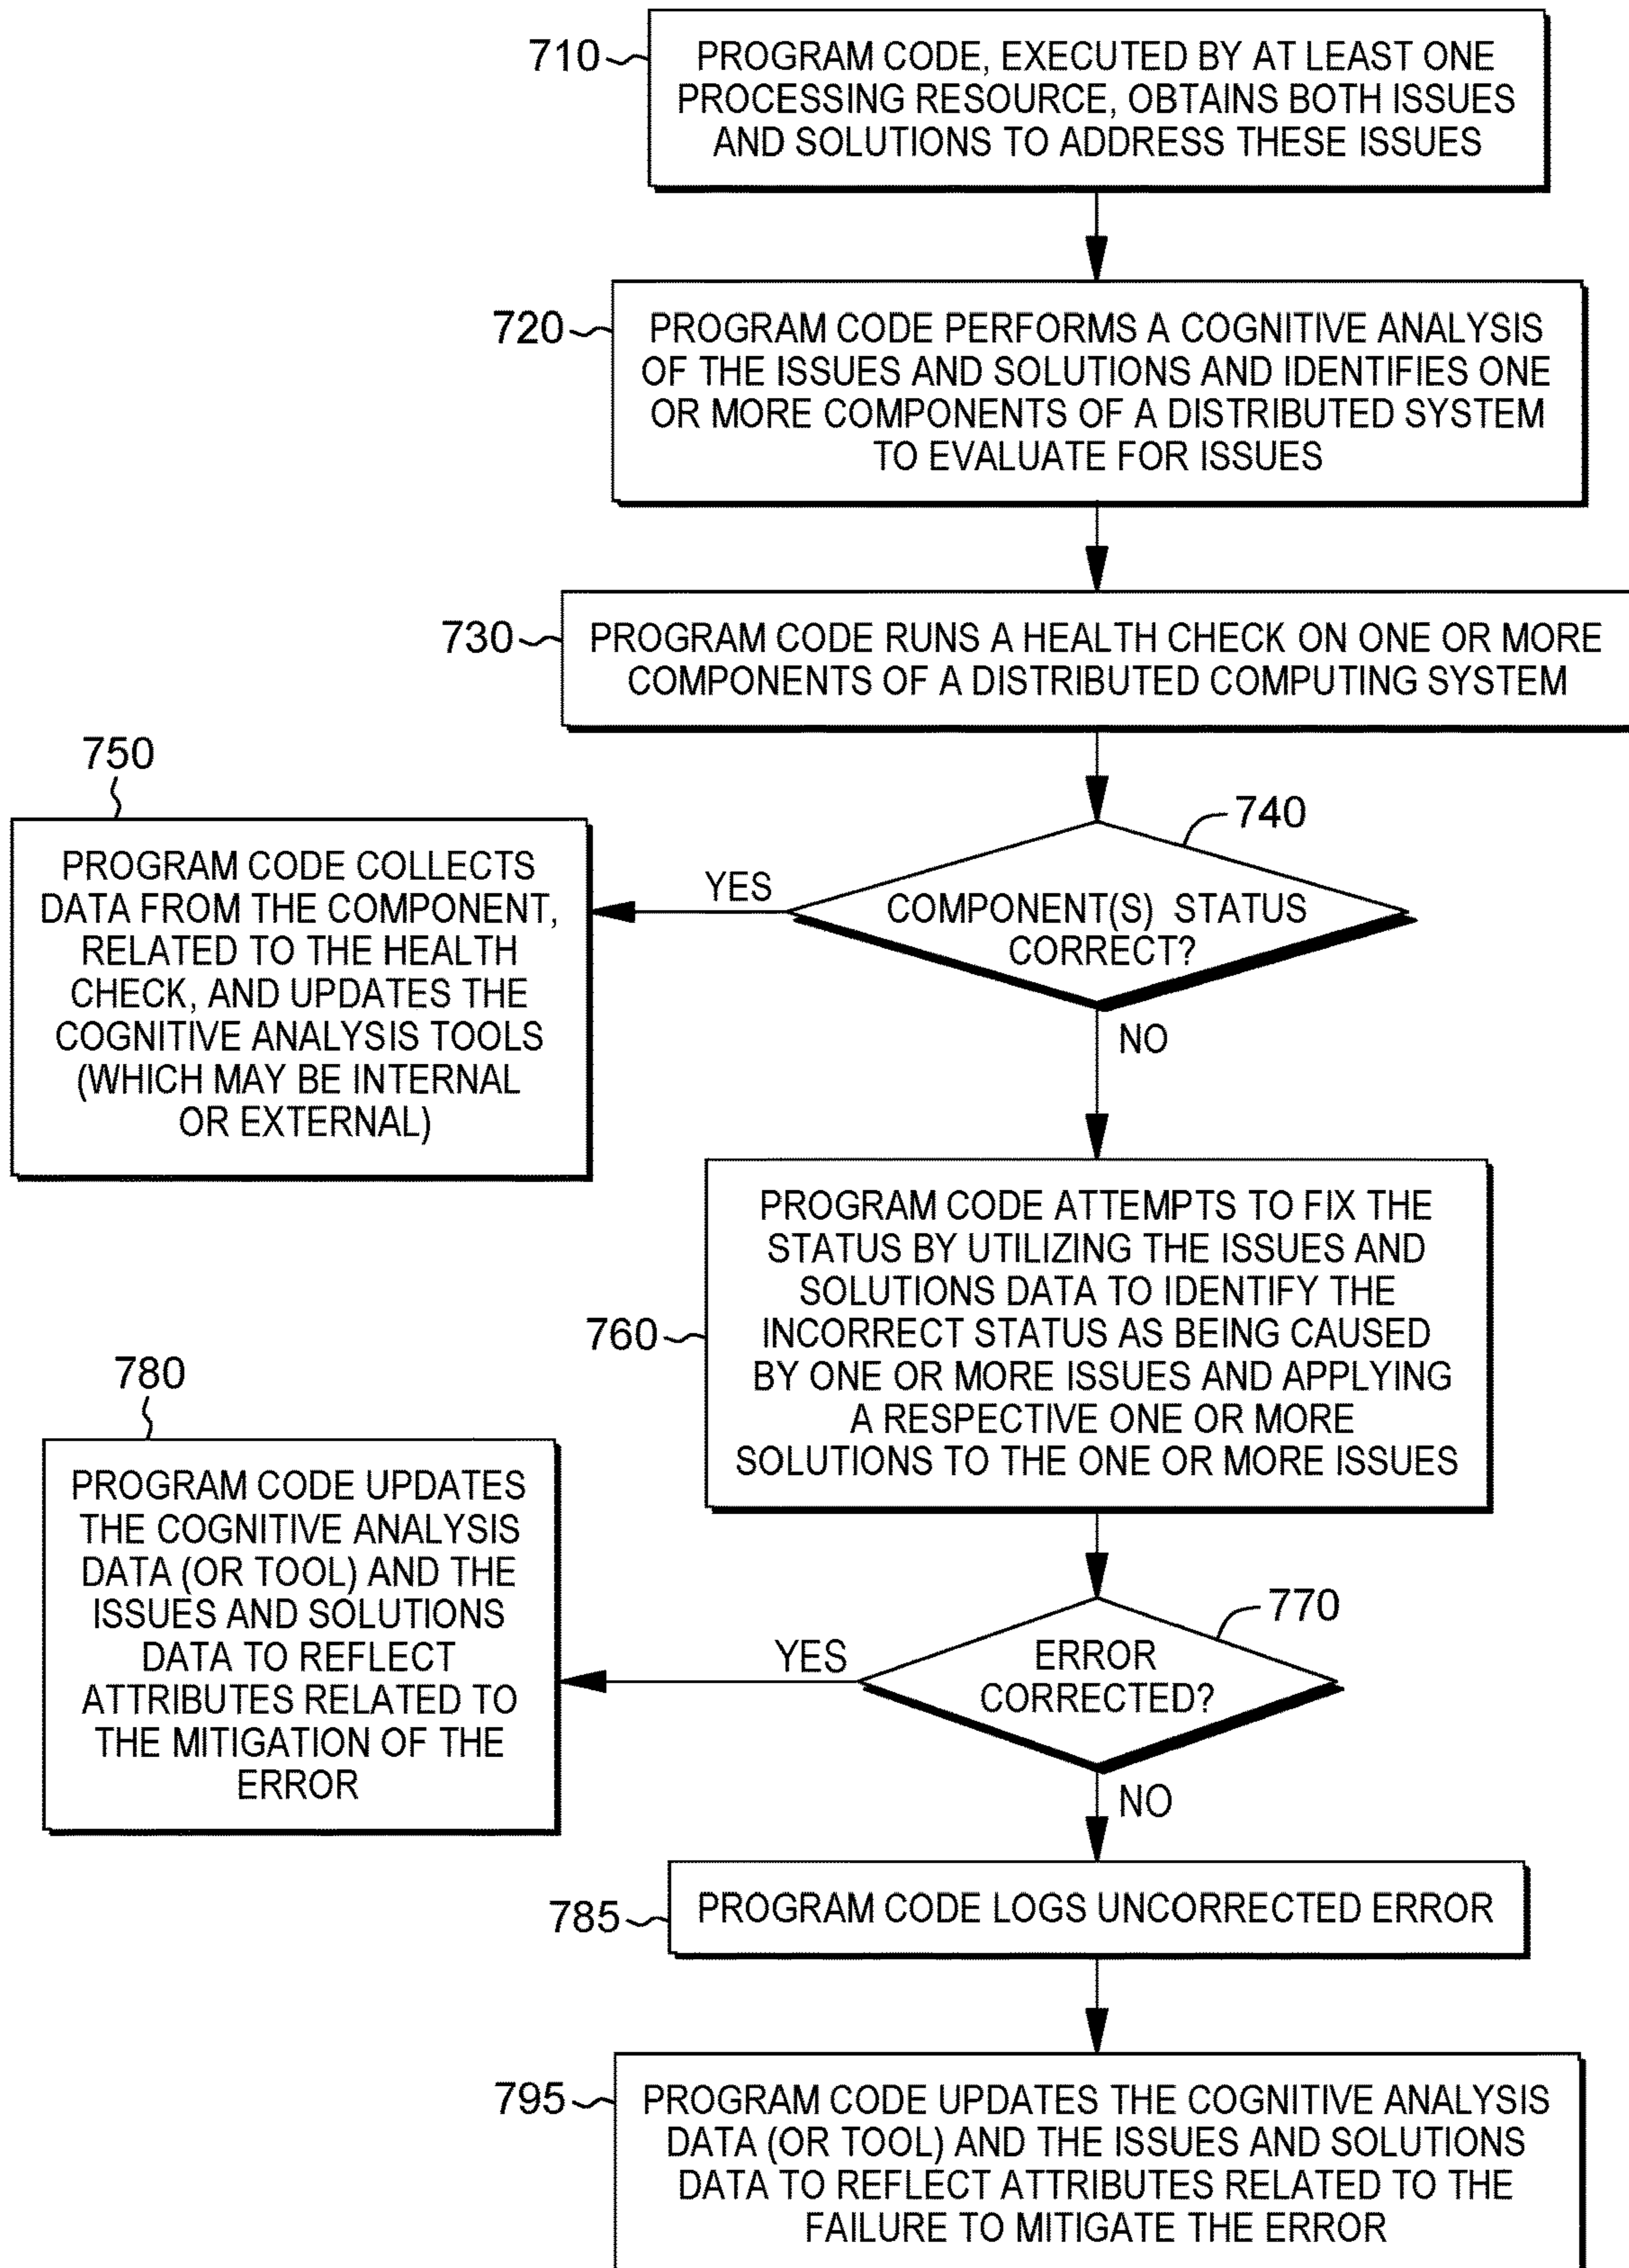 710
PROGRAM CODE, EXECUTED BY AT LEAST ONE
PROCESSING RESOURCE, OBTAINS BOTH ISSUES
AND SOLUTIONS TO ADDRESS THESE ISSUES
720
PROGRAM CODE PERFORMS A COGNITIVE ANALYSIS
OF THE ISSUES AND SOLUTIONS AND IDENTIFIES ONE
OR MORE COMPONENTS OF A DISTRIBUTED SYSTEM
TO EVALUATE FOR ISSUES
730
PROGRAM CODE RUNS A HEALTH CHECK ON ONE OR MORE
COMPONENTS OF A DISTRIBUTED COMPUTING SYSTEM
740
COMPONENT(S) STATUS
CORRECT?
YES
750
PROGRAM CODE COLLECTS
DATA FROM THE COMPONENT,
RELATED TO THE HEALTH
CHECK, AND UPDATES THE
COGNITIVE ANALYSIS TOOLS
(WHICH MAY BE INTERNAL
OR EXTERNAL)
NO
760
PROGRAM CODE ATTEMPTS TO FIX THE
STATUS BY UTILIZING THE ISSUES AND
SOLUTIONS DATA TO IDENTIFY THE
INCORRECT STATUS AS BEING CAUSED
BY ONE OR MORE ISSUES AND APPLYING
A RESPECTIVE ONE OR MORE
SOLUTIONS TO THE ONE OR MORE ISSUES
770
ERROR
CORRECTED?
YES
780
PROGRAM CODE UPDATES
THE COGNITIVE ANALYSIS
DATA (OR TOOL) AND THE
ISSUES AND SOLUTIONS
DATA TO REFLECT
ATTRIBUTES RELATED TO
THE MITIGATION OF THE
ERROR
NO
785
PROGRAM CODE LOGS UNCORRECTED ERROR
795
PROGRAM CODE UPDATES THE COGNITIVE ANALYSIS
DATA (OR TOOL) AND THE ISSUES AND SOLUTIONS
DATA TO REFLECT ATTRIBUTES RELATED TO THE
FAILURE TO MITIGATE THE ERROR